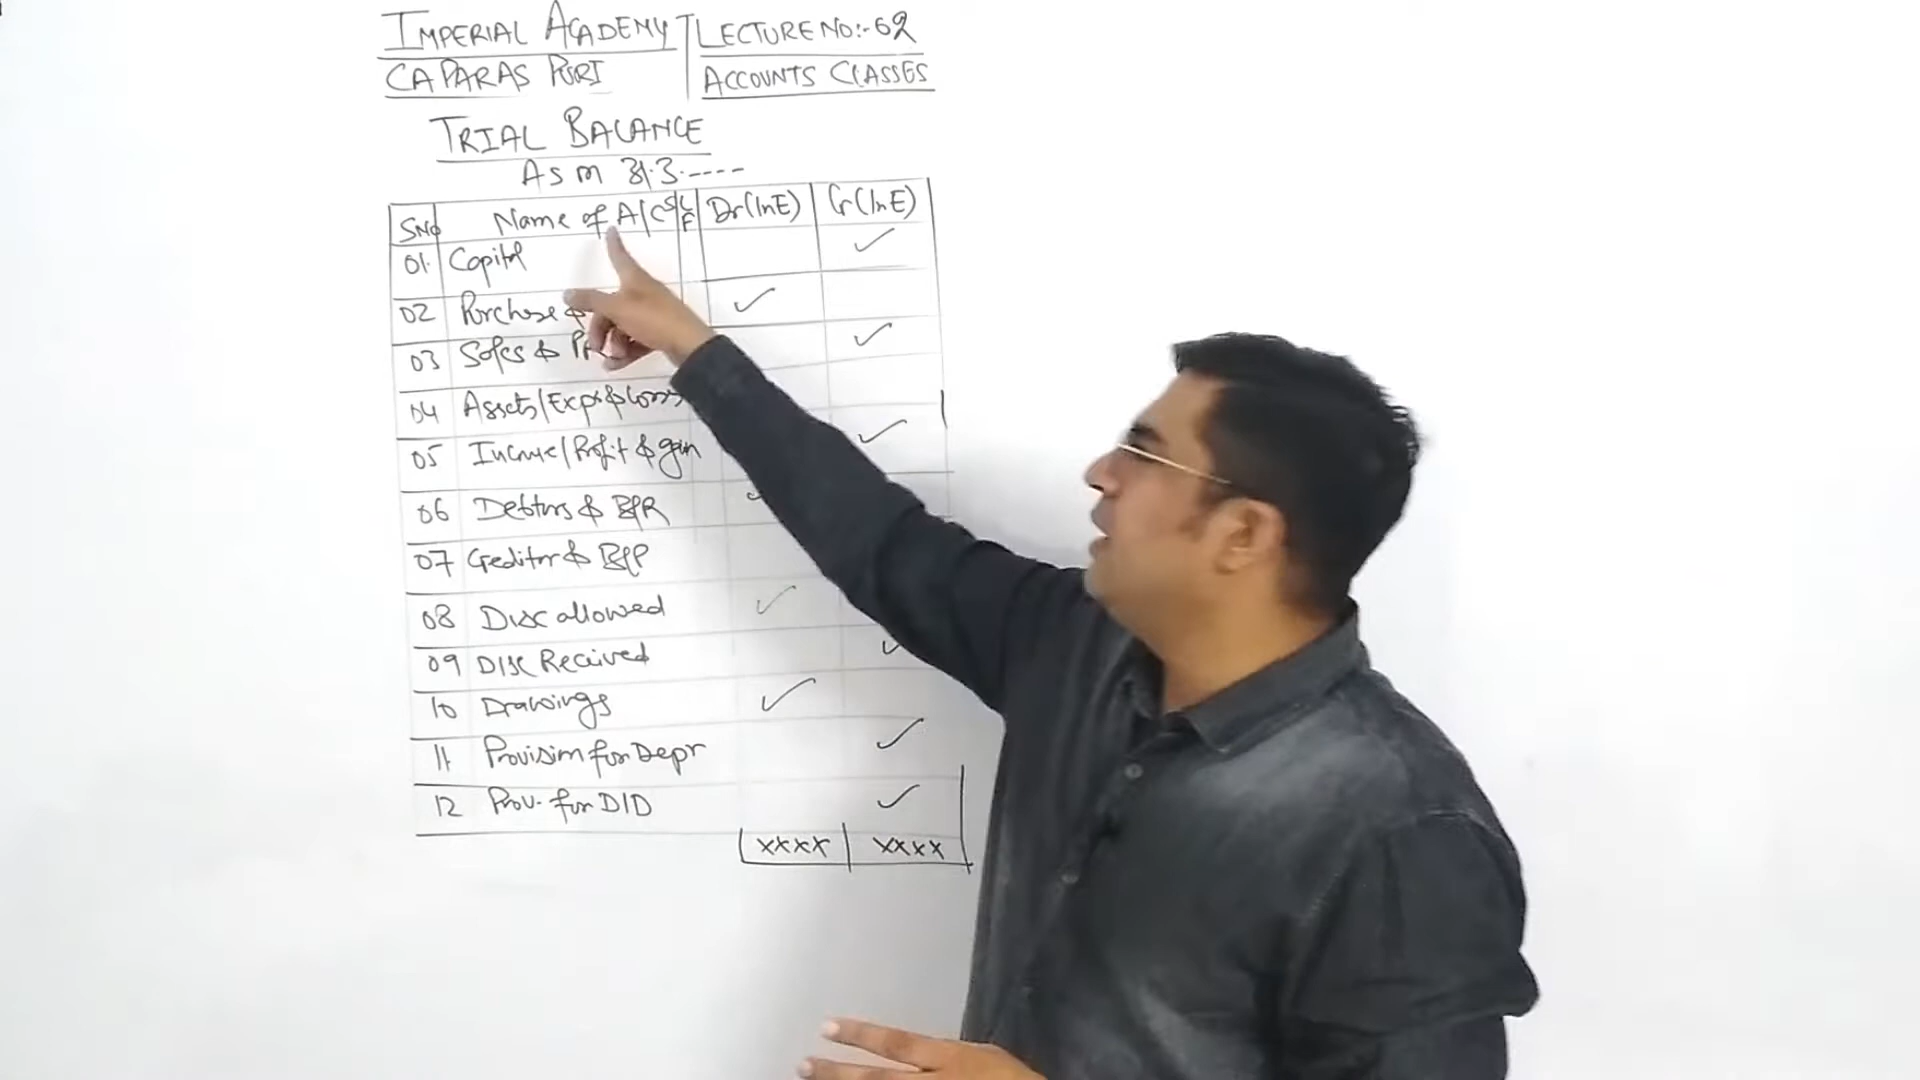 IMPERIAL ACADEMY
CA PARAS PURI
LECTURE NO:-62
ACCOUNTS CLASSES
TRIAL BALANCE
As on 31.3.----
SNo Name of A/Cs LF Dr(In E) Cr(In E)
01. Capital ✓
02 Purchase & ✓
03 Sales & ✓
04 Assets/Exps & Loss
05 Income/Profit & gain ✓
06 Debtors & B/R ✓
07 Creditor & B/P
08 Disc allowed ✓
09 Disc Received ✓
10 Drawings ✓
11 Provision for Depr ✓
12 Prov. for D/D ✓
xxxx xxxx